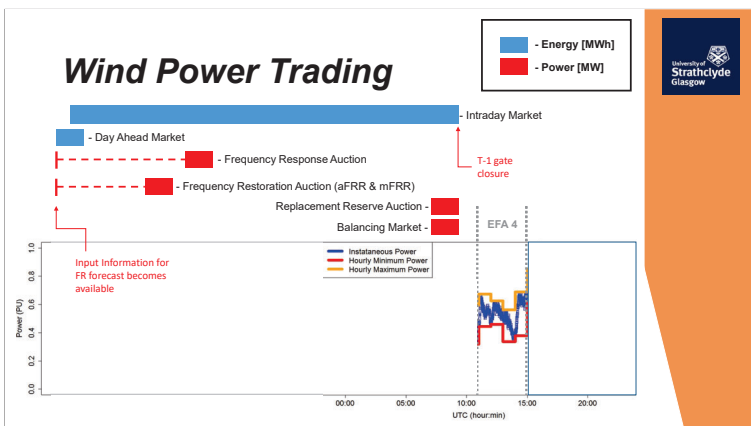 Wind Power Trading
- Energy [MWh]
- Power [MW]
University of
Strathclyde
Glasgow
- Intraday Market
- Day Ahead Market
- Frequency Response Auction
T-1 gate
closure
- Frequency Restoration Auction (aFRR & mFRR)
Replacement Reserve Auction -
Balancing Market -
EFA 4
Input Information for
FR forecast becomes
available
Instataneous Power
Hourly Minimum Power
Hourly Maximum Power
Power (PU)
1.0
0.8
0.6
0.4
0.2
0.0
00:00 05:00 10:00 15:00 20:00
UTC (hour:min)